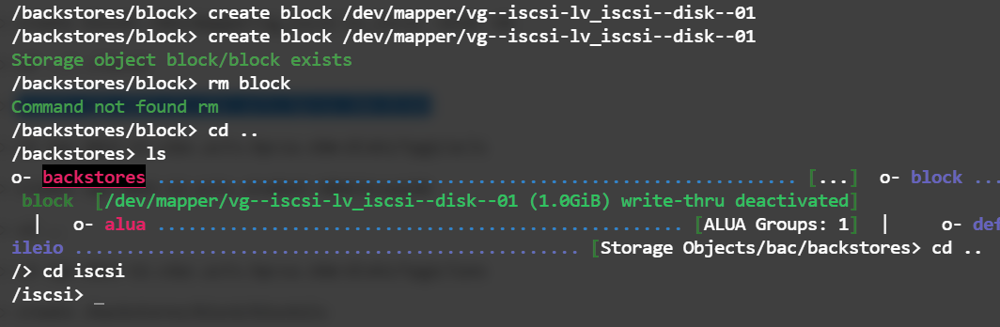 /backstores/block> create block /dev/mapper/vg--iscsi-lv_iscsi--disk--01
/backstores/block> create block /dev/mapper/vg--iscsi-lv_iscsi--disk--01
Storage object block/block exists
/backstores/block> rm block
Command not found rm
/backstores/block> cd ..
/backstores> ls
o- backstores .......................................................................... [...]  o- block ...
 block  [/dev/mapper/vg--iscsi-lv_iscsi--disk--01 (1.0GiB) write-thru deactivated]
  |   o- alua ................................................................ [ALUA Groups: 1]  |     o- def
ileio .......................................................... [Storage Objects/bac/backstores> cd ..
/> cd iscsi
/iscsi> _